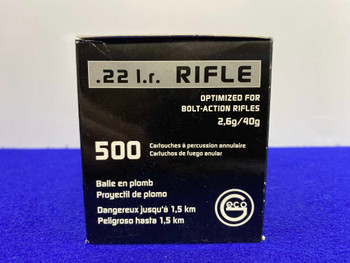 .22 l.r. RIFLE
OPTIMIZED FOR
BOLT-ACTION RIFLES
2,6g/40g
500 Cartouches à percussion annulaire
Cartuchos de fuego anular
Balle en plomb
Proyectil de plomo
Dangereux jusqu'à 1,5 km
Peligroso hasta 1,5 km
Geco